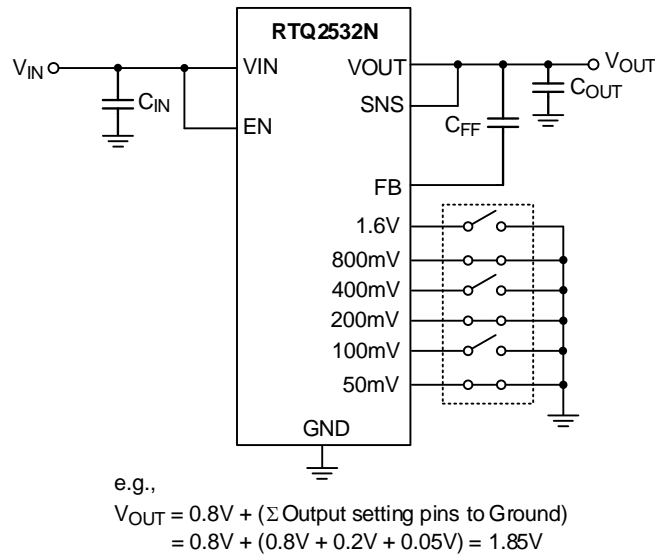 RTQ2532N
VIN VIN VOUT VOUT
CIN SNS COUT
EN CFF
FB
1.6V
800mV
400mV
200mV
100mV
50mV
GND
e.g.,
VOUT = 0.8V + (Σ Output setting pins to Ground)
= 0.8V + (0.8V + 0.2V + 0.05V) = 1.85V